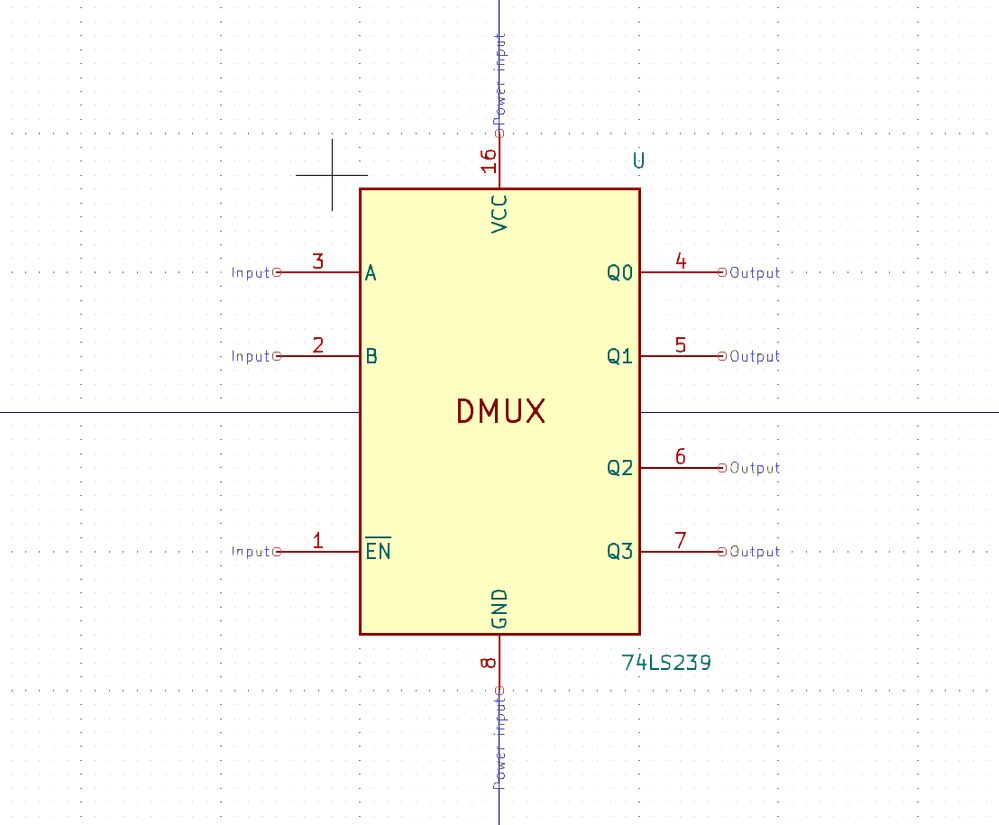 Power input
16
U
VCC
Input 3 A
Q0 4 Output
Input 2 B
Q1 5 Output
DMUX
Q2 6 Output
Input 1 EN
Q3 7 Output
GND
8
74LS239
Power input